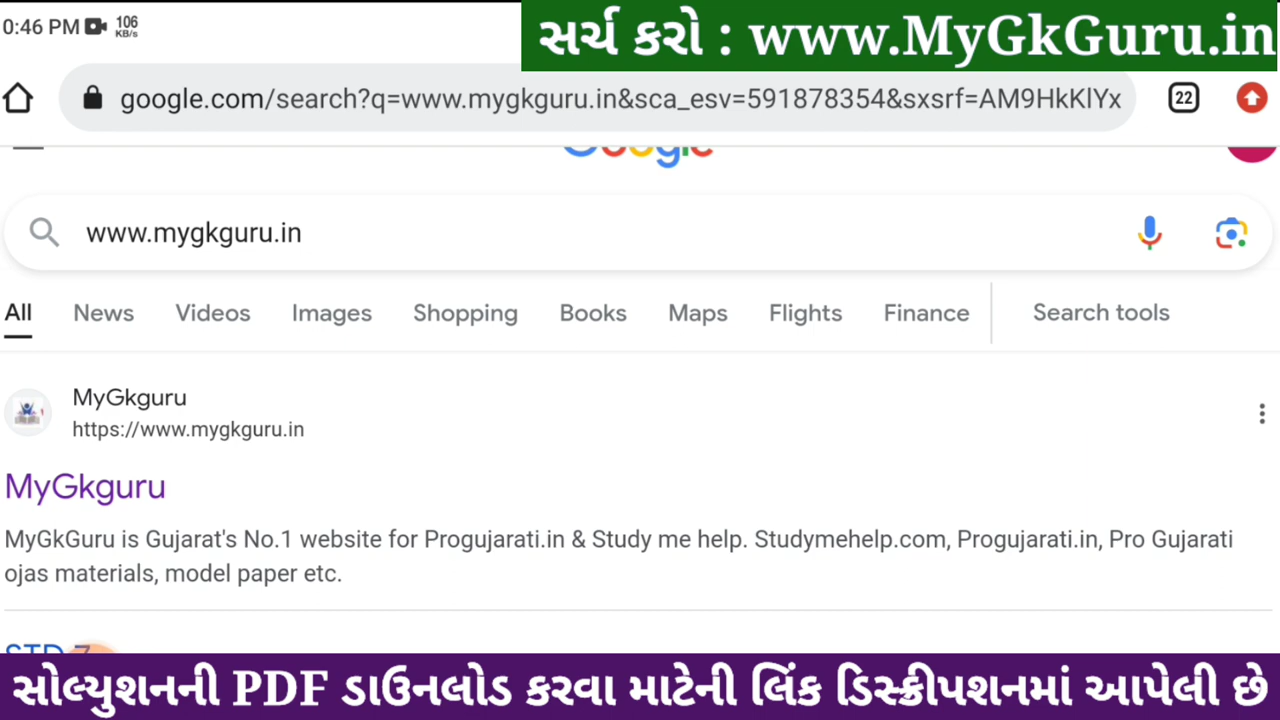 0:46 PM 106 KB/s
સર્ચ કરો : www.MyGkGuru.in
google.com/search?q=www.mygkguru.in&sca_esv=591878354&sxsrf=AM9HkKlYx
22
Google
www.mygkguru.in
All News Videos Images Shopping Books Maps Flights Finance Search tools
MyGkguru
https://www.mygkguru.in
MyGkguru
MyGkGuru is Gujarat's No.1 website for Progujarati.in & Study me help. Studymehelp.com, Progujarati.in, Pro Gujarati
ojas materials, model paper etc.
STD 7
સોલ્યુશનની PDF ડાઉનલોડ કરવા માટેની લિંક ડિસ્ક્રીપશનમાં આપેલી છે